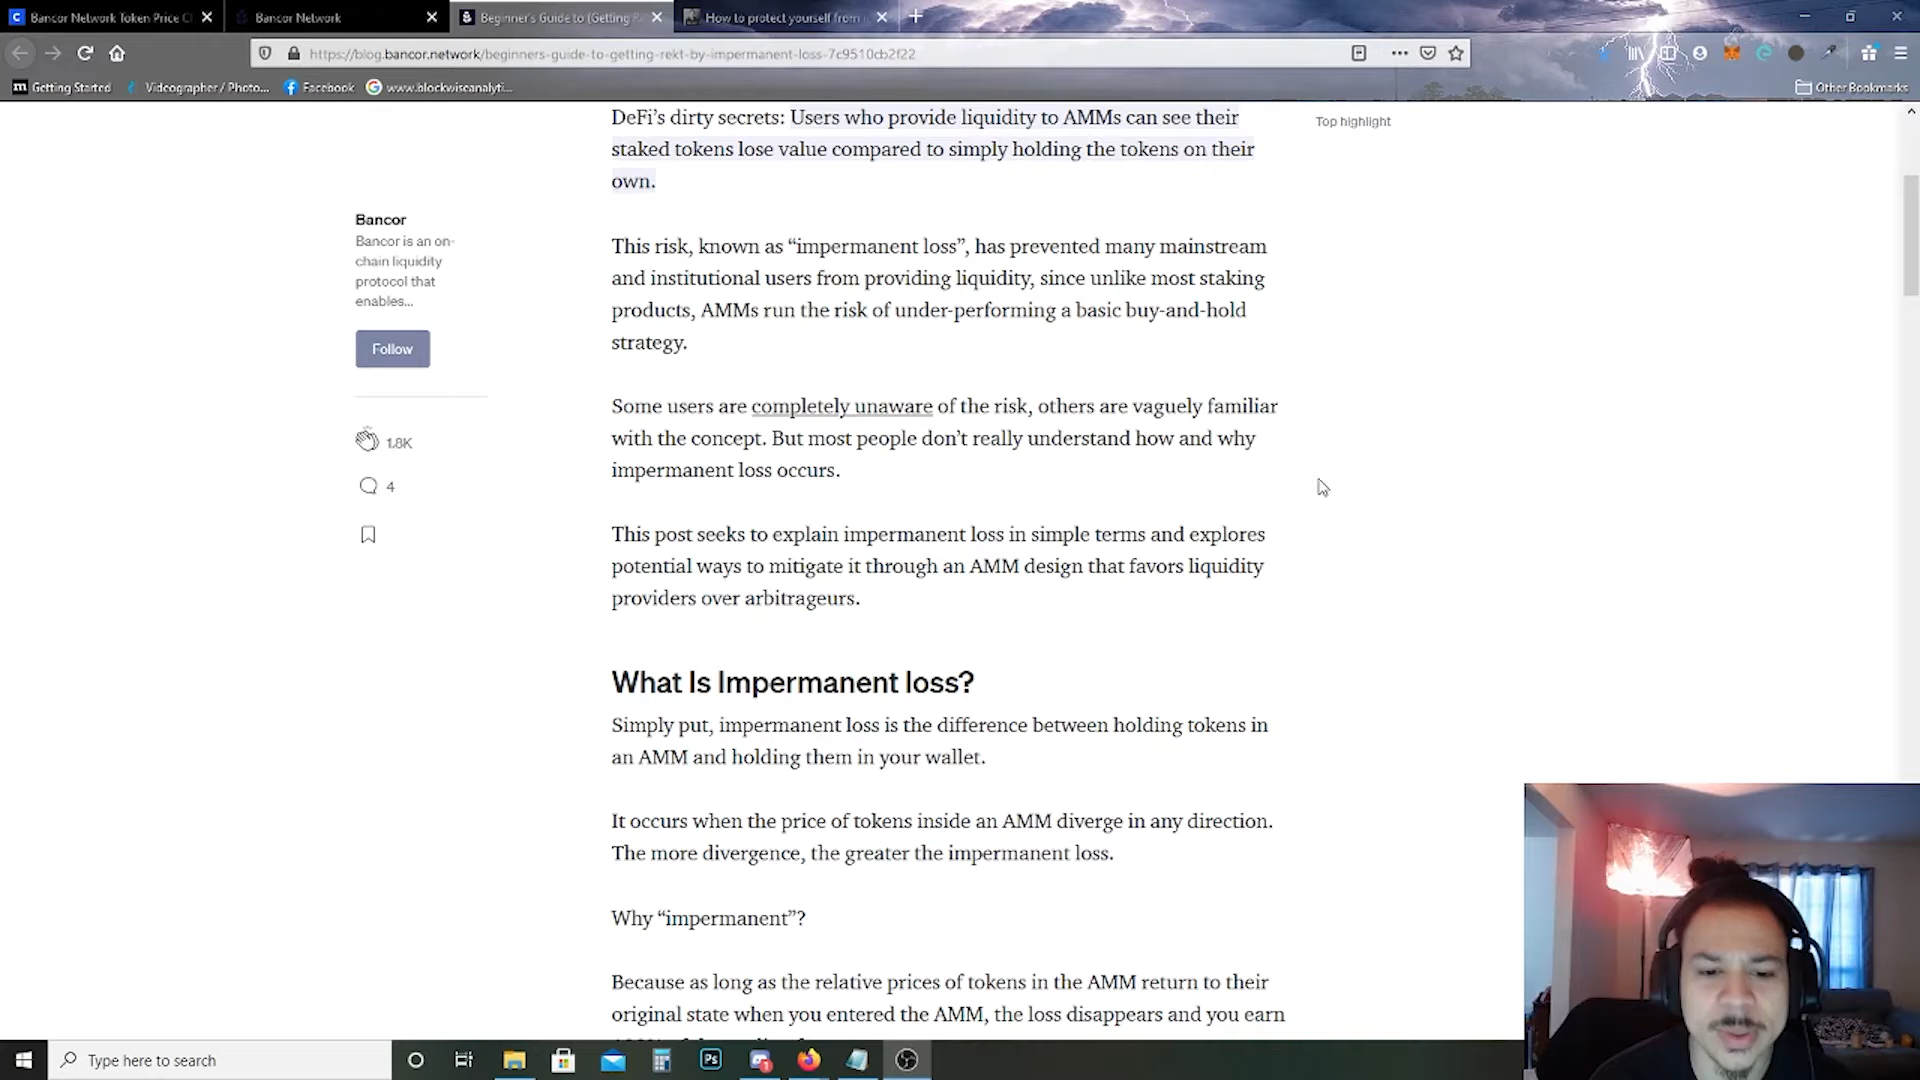 Bancor Network Token Price C
Bancor Network
Beginner's Guide to (Getting R
How to protect yourself from
https://blog.bancor.network/beginners-guide-to-getting-rekt-by-impermanent-loss-7c9510cb2f22
Getting Started
Videographer / Photo...
Facebook
www.blockwiseanalyti...
Other Bookmarks
DeFi's dirty secrets: Users who provide liquidity to AMMs can see their
staked tokens lose value compared to simply holding the tokens on their
own.
Top highlight
Bancor
Bancor is an on-
chain liquidity
protocol that
enables...
Follow
1.8K
4
This risk, known as “impermanent loss”, has prevented many mainstream
and institutional users from providing liquidity, since unlike most staking
products, AMMs run the risk of under-performing a basic buy-and-hold
strategy.
Some users are completely unaware of the risk, others are vaguely familiar
with the concept. But most people don’t really understand how and why
impermanent loss occurs.
This post seeks to explain impermanent loss in simple terms and explores
potential ways to mitigate it through an AMM design that favors liquidity
providers over arbitrageurs.
What Is Impermanent loss?
Simply put, impermanent loss is the difference between holding tokens in
an AMM and holding them in your wallet.
It occurs when the price of tokens inside an AMM diverge in any direction.
The more divergence, the greater the impermanent loss.
Why “impermanent”?
Because as long as the relative prices of tokens in the AMM return to their
original state when you entered the AMM, the loss disappears and you earn
Type here to search
Ps